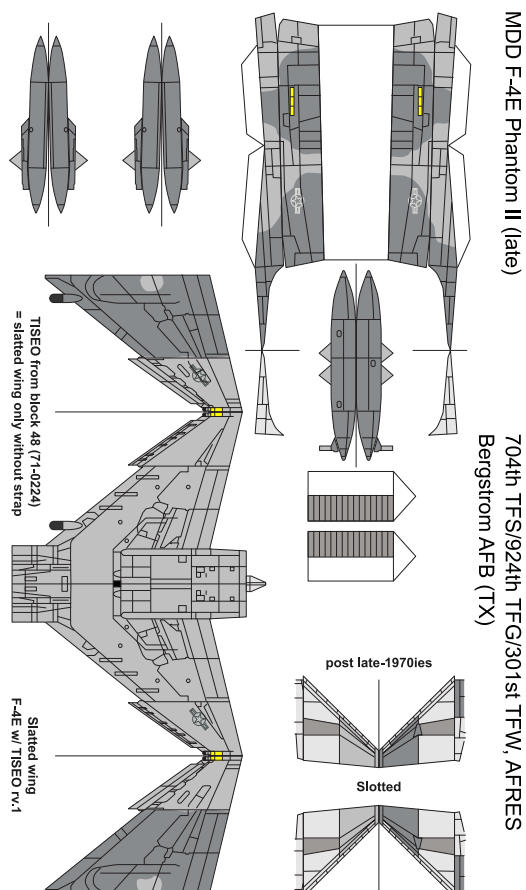 MDD F-4E Phantom II (late)
704th TFS/924th TFG/301st TFW, AFRES
Bergstrom AFB (TX)
TISEO from block 48 (71-0224)
= slatted wing only without strap
post late-1970ies
Slotted
Slatted wing
F-4E w/ TISEO rv.1